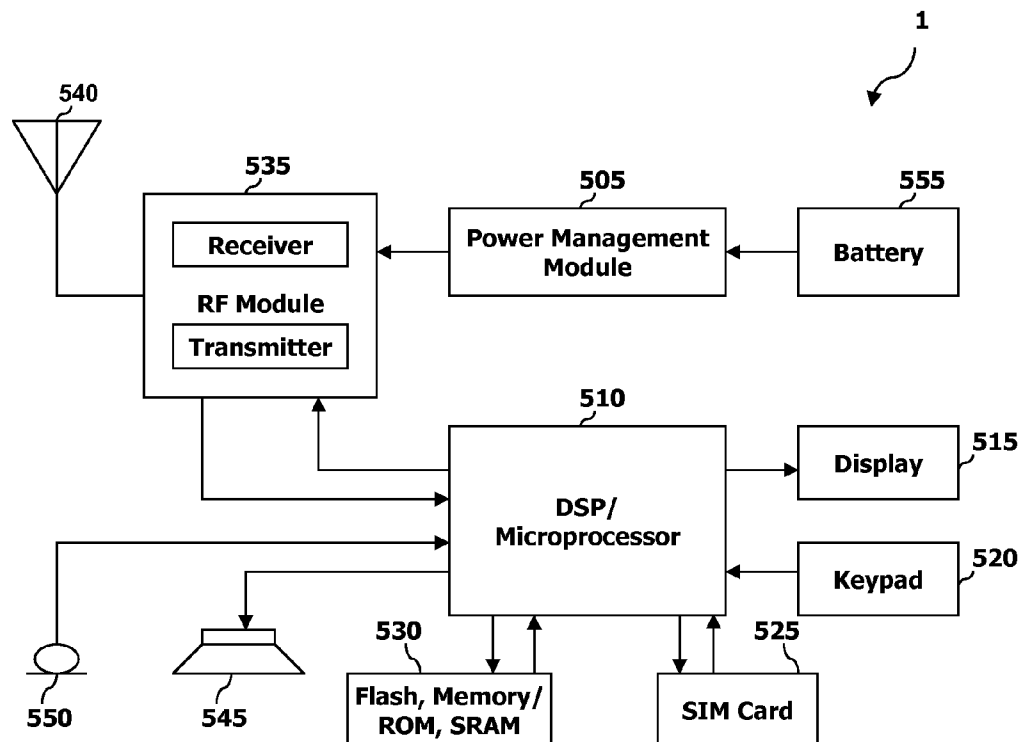 1
540
535
505
555
Receiver
RF Module
Transmitter
Power Management
Module
Battery
510
515
DSP/
Microprocessor
Display
520
Keypad
530
525
550
545
Flash, Memory/
ROM, SRAM
SIM Card